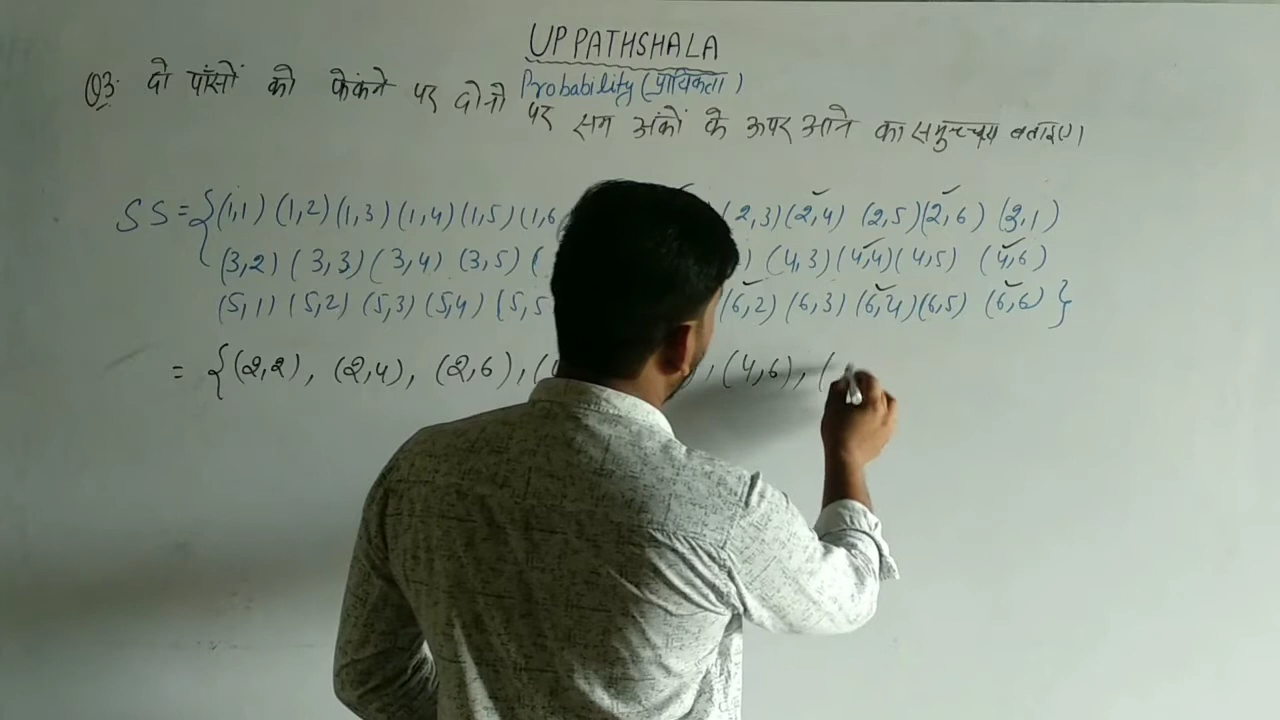 UP PATHSHALA
Probability (प्रायिकता)
Q3. दो पाँसों को फेकने पर दोनो पर सम अंकों के ऊपर आने का समुच्चय बताइए।
SS = {(1,1) (1,2) (1,3) (1,4) (1,5) (1,6 2,3) (2,4) (2,5) (2,6) (3,1)
(3,2) (3,3) (3,4) (3,5) ( ) (4,3) (4,4) (4,5) (4,6)
(5,1) (5,2) (5,3) (5,4) (5,5 (6,2) (6,3) (6,4) (6,5) (6,6) }
= {(2,2), (2,4), (2,6), ( ), (4,6), (